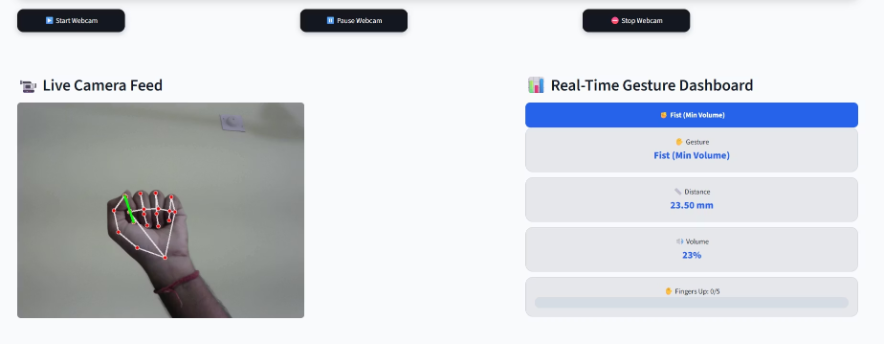 Start Webcam
Pause Webcam
Stop Webcam
Live Camera Feed
Real-Time Gesture Dashboard
Fist (Min Volume)
Gesture
Fist (Min Volume)
Distance
23.50 mm
Volume
23%
Fingers Up: 0/5